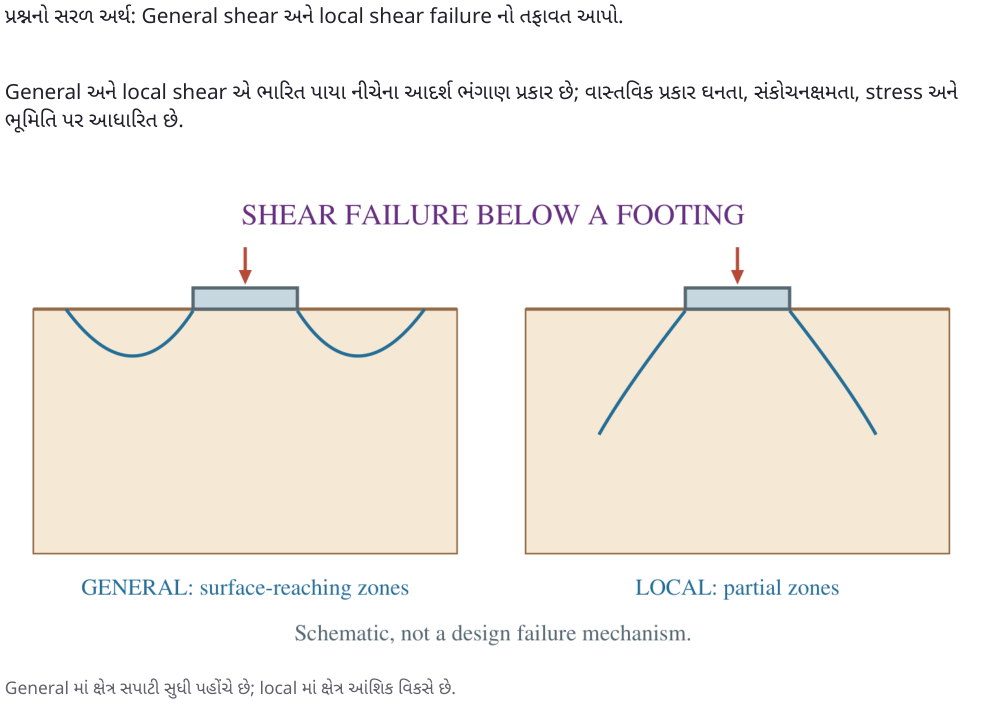 પ્રશ્નનો સરળ અર્થ: General shear અને local shear failure નો તફાવત આપો.
General અને local shear એ ભારિત પાયા નીચેના આદર્શ ભંગાણ પ્રકાર છે; વાસ્તવિક પ્રકાર ઘનતા, સંકોચનક્ષમતા, stress અને
ભૂમિતિ પર આધારિત છે.
SHEAR FAILURE BELOW A FOOTING
GENERAL: surface-reaching zones
LOCAL: partial zones
Schematic, not a design failure mechanism.
General માં ક્ષેત્ર સપાટી સુધી પહોંચે છે; local માં ક્ષેત્ર આંશિક વિકસે છે.